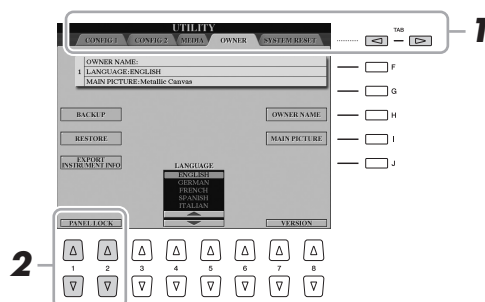 UTILITY
CONFIG 1 CONFIG 2 MEDIA OWNER SYSTEM RESET
TAB
1
OWNER NAME:
1 LANGUAGE:ENGLISH
MAIN PICTURE:Metallic Canvas
F
G
BACKUP OWNER NAME H
RESTORE MAIN PICTURE I
EXPORT
INSTRUMENT INFO
J
LANGUAGE
ENGLISH
GERMAN
FRENCH
SPANISH
ITALIAN
PANEL LOCK VERSION
2
1 2 3 4 5 6 7 8